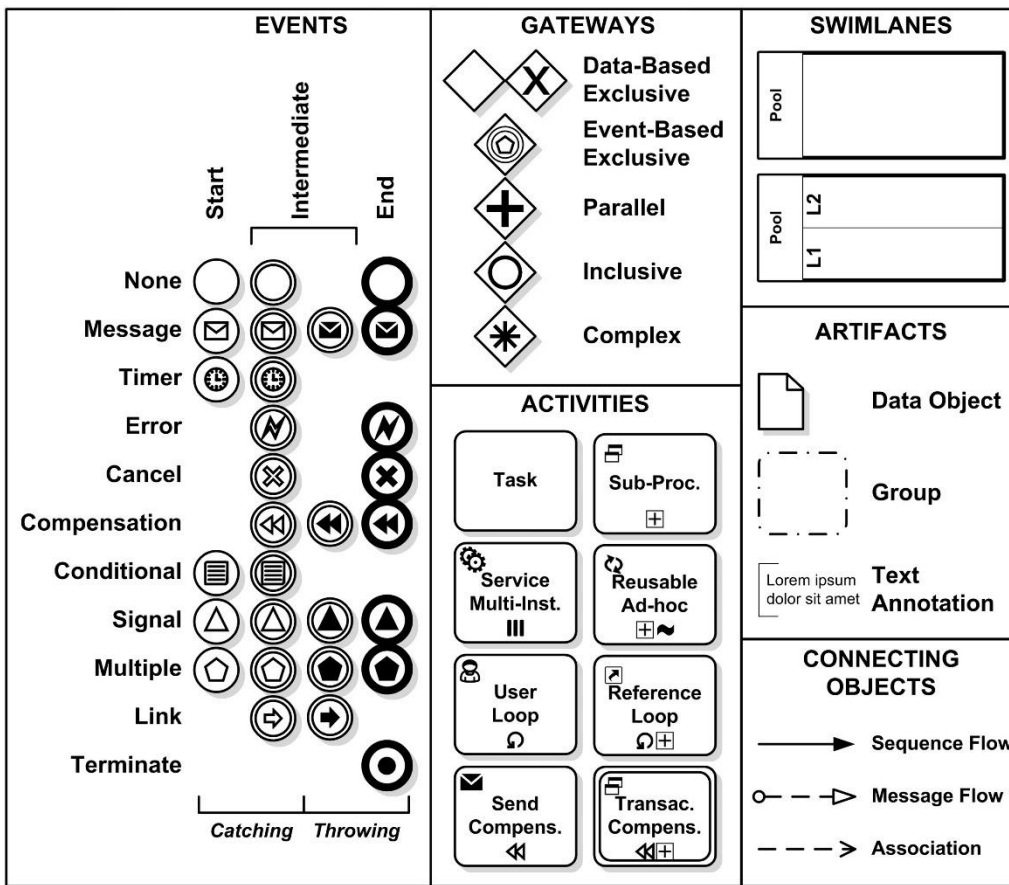 EVENTS
Start
Intermediate
End
None
Message
Timer
Error
Cancel
Compensation
Conditional
Signal
Multiple
Link
Terminate
Catching
Throwing
GATEWAYS
X
Data-Based
Exclusive
Event-Based
Exclusive
Parallel
Inclusive
Complex
ACTIVITIES
Task
Sub-Proc.
Service
Multi-Inst.
Reusable
Ad-hoc
User
Loop
Reference
Loop
Send
Compens.
Transac.
Compens.
SWIMLANES
Pool
Pool
L2
L1
ARTIFACTS
Data Object
Group
Lorem ipsum
dolor sit amet
Text
Annotation
CONNECTING
OBJECTS
Sequence Flow
Message Flow
Association